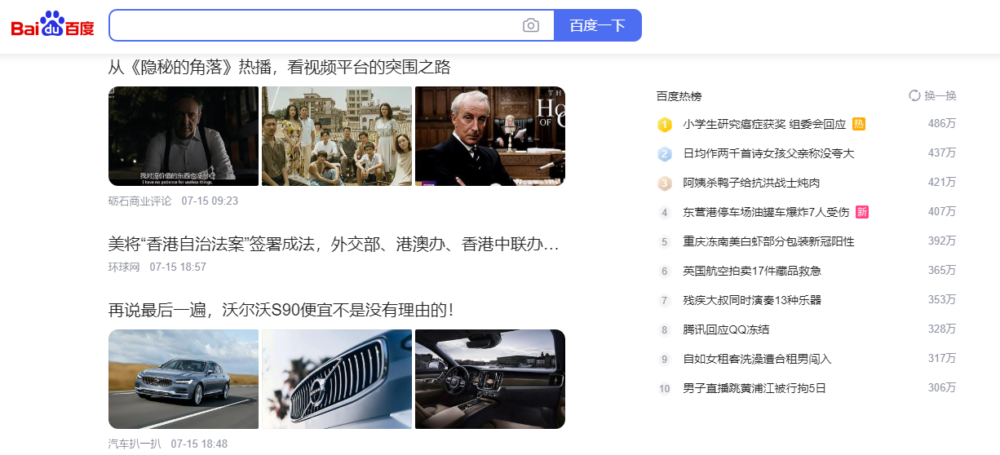 Bai du 百度
百度一下
从《隐秘的角落》热播，看视频平台的突围之路
我对没价值的东西也没耐心
I have no patience for useless things.
TH
HO
OF C
砺石商业评论 07-15 09:23
美将“香港自治法案”签署成法，外交部、港澳办、香港中联办…
环球网 07-15 18:57
再说最后一遍，沃尔沃S90便宜不是没有理由的！
汽车扒一扒 07-15 18:48
百度热榜 换一换
1 小学生研究癌症获奖 组委会回应 热 486万
2 日均作两千首诗女孩父亲称没夸大 437万
3 阿姨杀鸭子给抗洪战士炖肉 421万
4 东营港停车场油罐车爆炸7人受伤 新 407万
5 重庆冻南美白虾部分包装新冠阳性 392万
6 英国航空拍卖17件藏品救急 365万
7 残疾大叔同时演奏13种乐器 353万
8 腾讯回应QQ冻结 328万
9 自如女租客洗澡遭合租男闯入 317万
10 男子直播跳黄浦江被行拘5日 306万